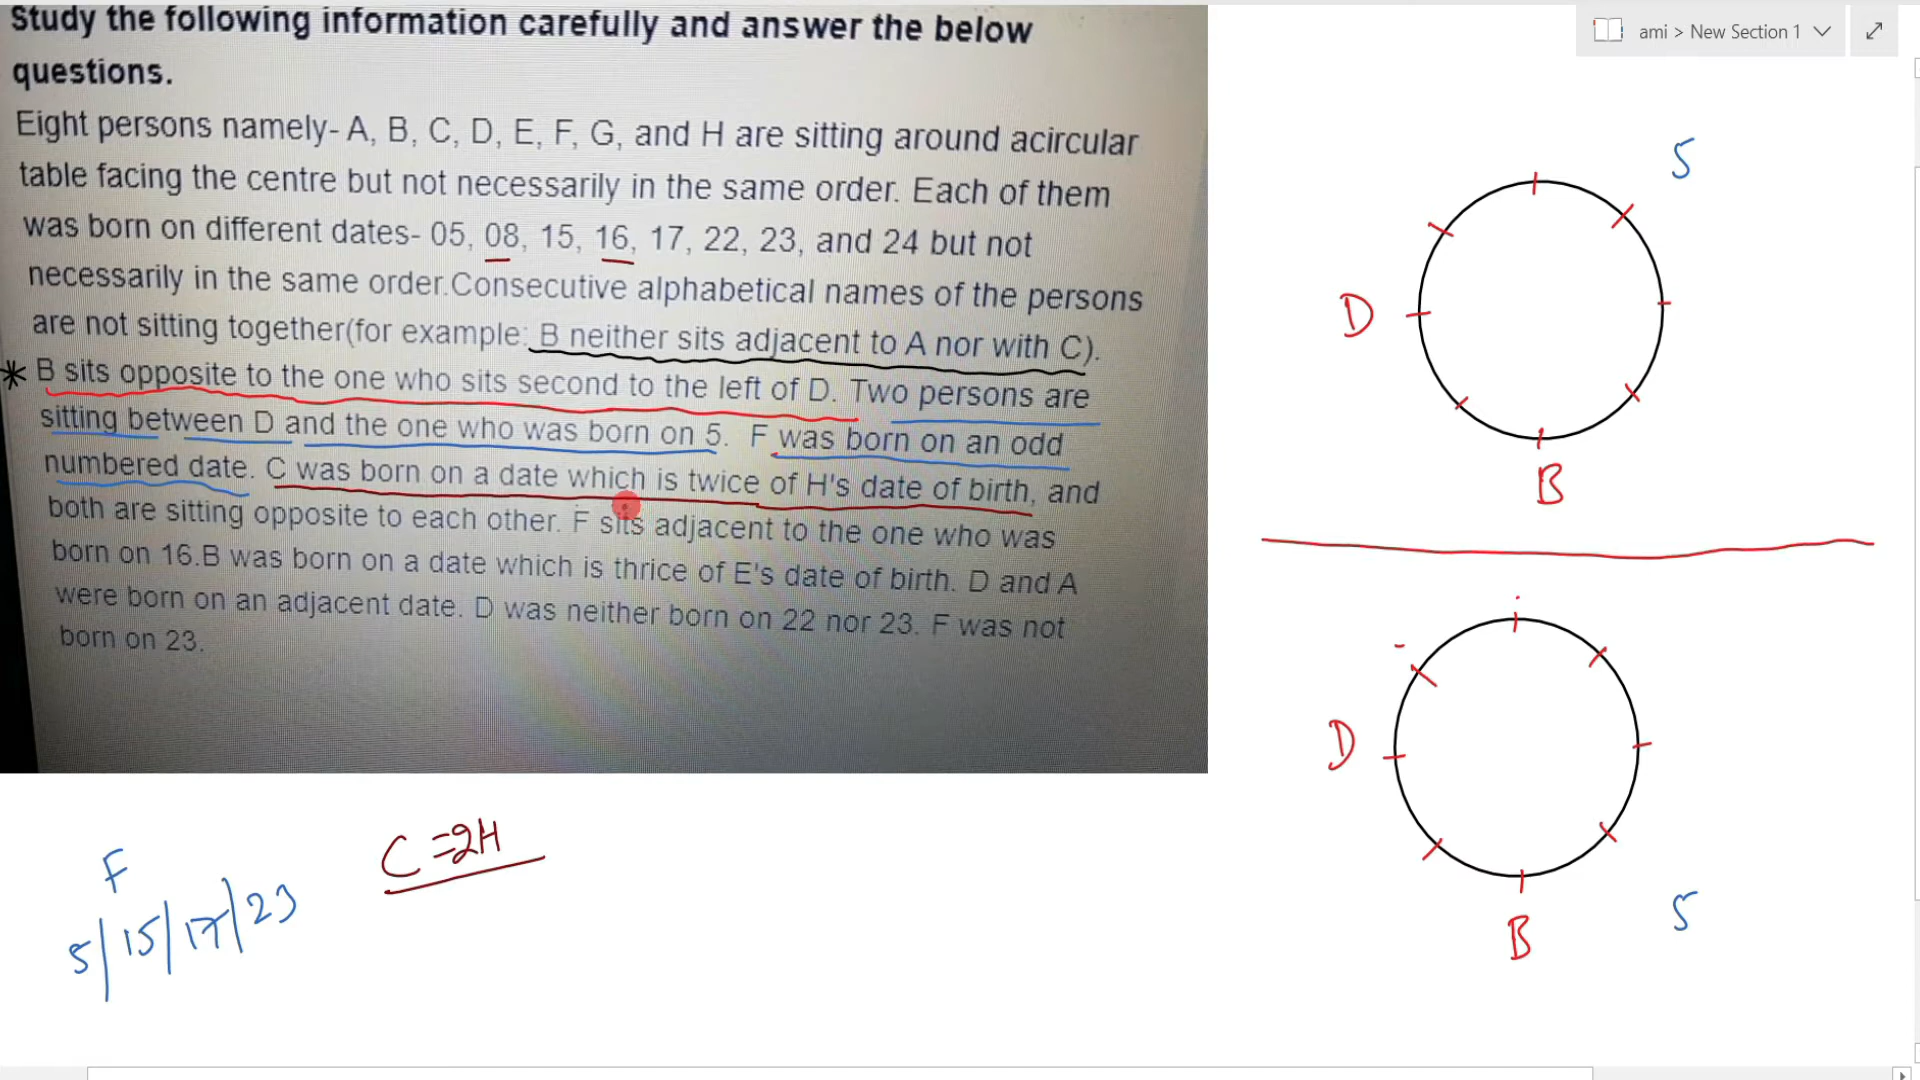 Study the following information carefully and answer the below
questions.
Eight persons namely- A, B, C, D, E, F, G, and H are sitting around acircular
table facing the centre but not necessarily in the same order. Each of them
was born on different dates- 05, 08, 15, 16, 17, 22, 23, and 24 but not
necessarily in the same order.Consecutive alphabetical names of the persons
are not sitting together(for example: B neither sits adjacent to A nor with C).
* B sits opposite to the one who sits second to the left of D. Two persons are
sitting between D and the one who was born on 5. F was born on an odd
numbered date. C was born on a date which is twice of H's date of birth, and
both are sitting opposite to each other. F sits adjacent to the one who was
born on 16.B was born on a date which is thrice of E's date of birth. D and A
were born on an adjacent date. D was neither born on 22 nor 23. F was not
born on 23.
ami > New Section 1
5
D
B
D
B
5
F
5/15/17/23
C=2H